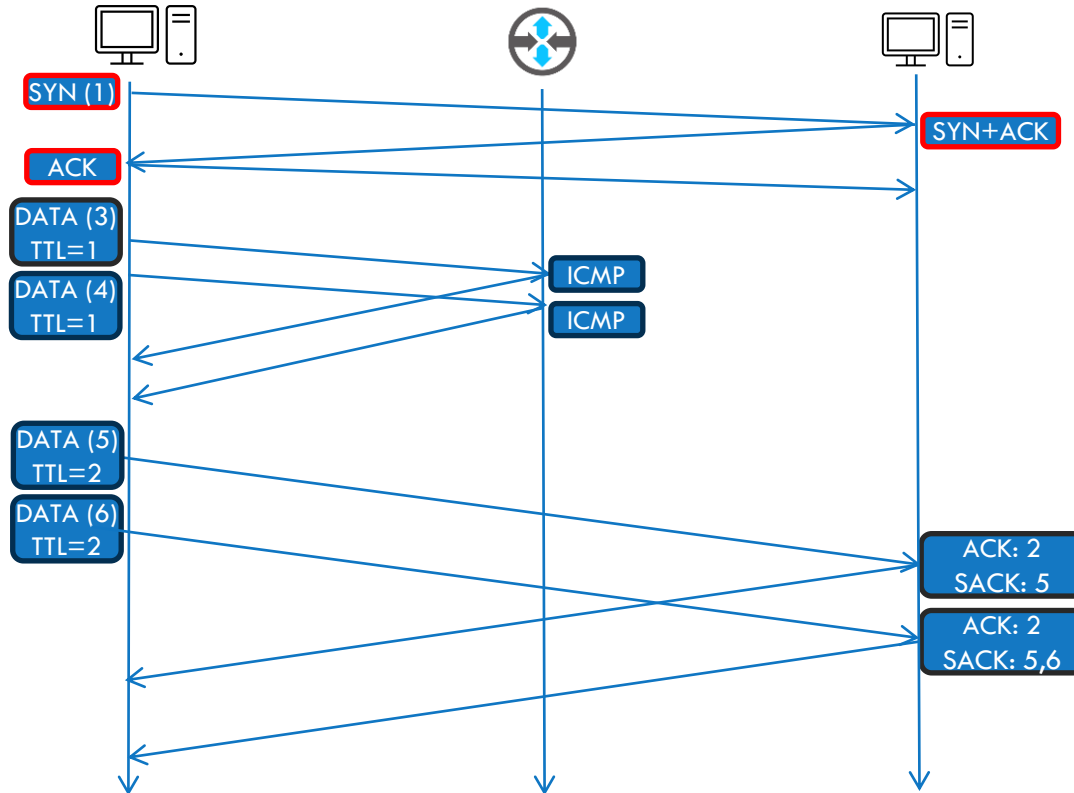 SYN (1)
SYN+ACK
ACK
DATA (3)
TTL=1
ICMP
DATA (4)
TTL=1
ICMP
DATA (5)
TTL=2
DATA (6)
TTL=2
ACK: 2
SACK: 5
ACK: 2
SACK: 5,6